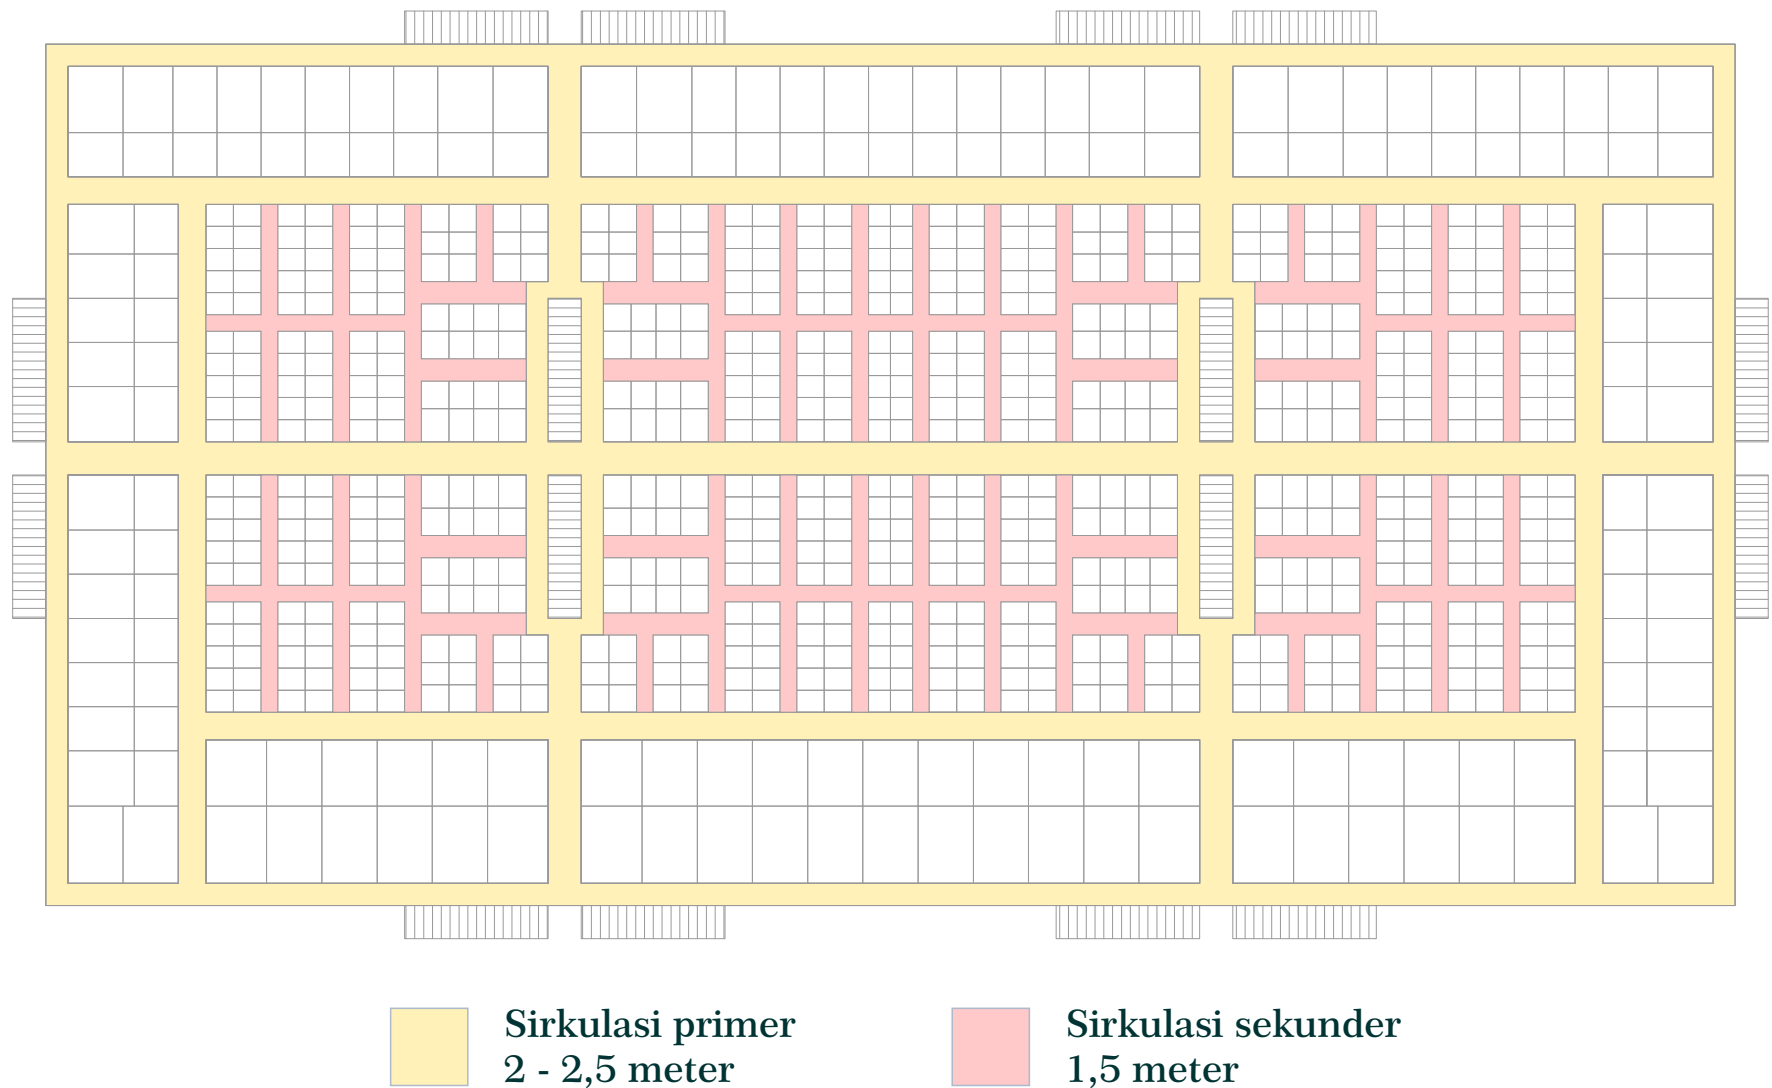 Sirkulasi primer
2 - 2,5 meter
Sirkulasi sekunder
1,5 meter